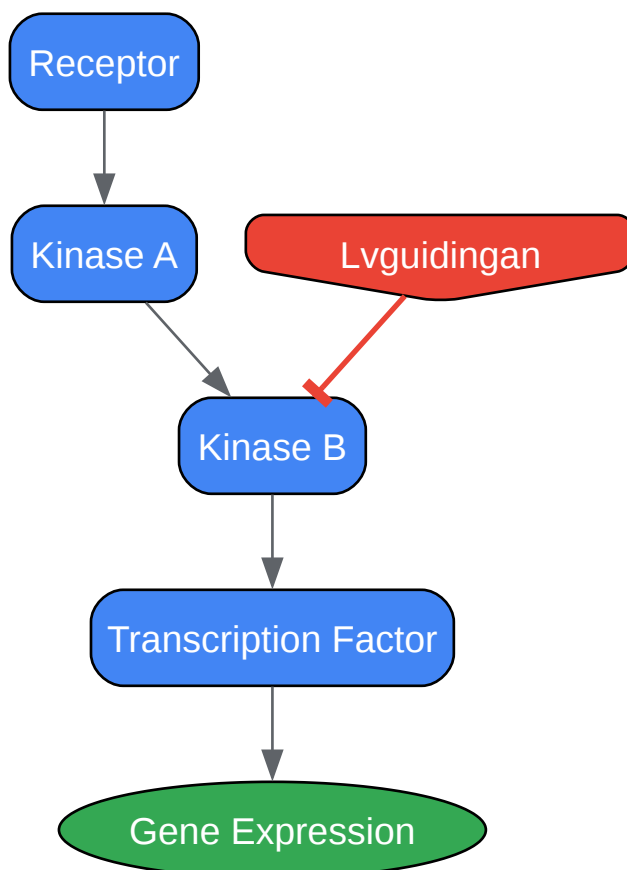 Receptor
Kinase A
Lvguidingan
Kinase B
Transcription Factor
Gene Expression